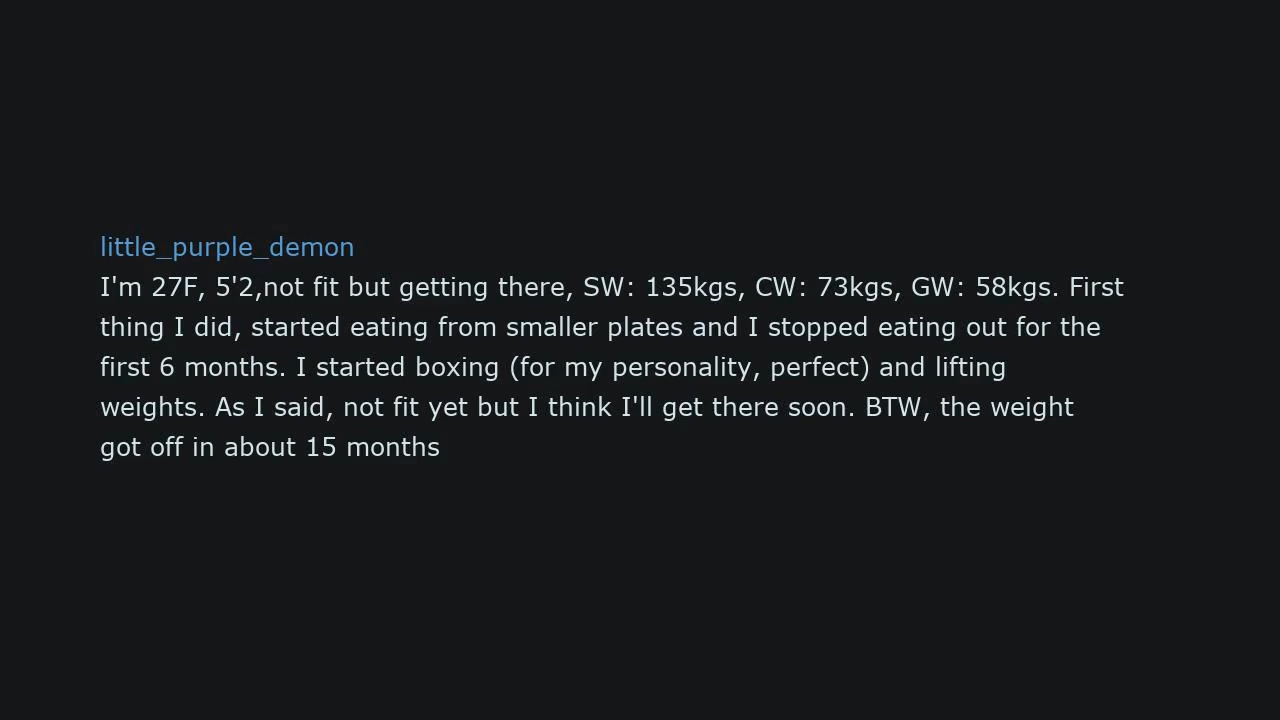 little_purple_demon
I'm 27F, 5'2,not fit but getting there, SW: 135kgs, CW: 73kgs, GW: 58kgs. First
thing I did, started eating from smaller plates and I stopped eating out for the
first 6 months. I started boxing (for my personality, perfect) and lifting
weights. As I said, not fit yet but I think I'll get there soon. BTW, the weight
got off in about 15 months